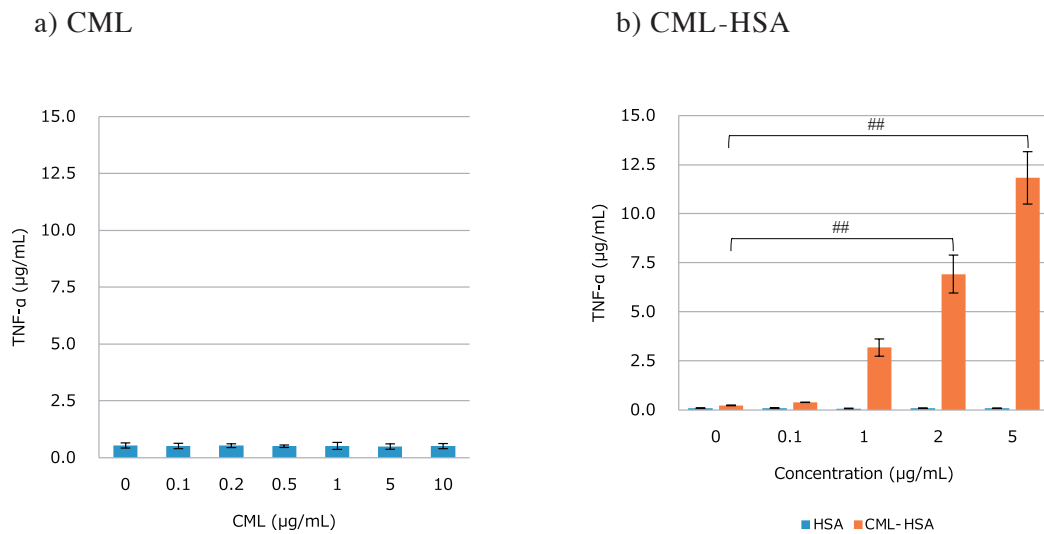 a) CML
TNF-α (µg/mL)
15.0
12.5
10.0
7.5
5.0
2.5
0.0
0 0.1 0.2 0.5 1 5 10
CML (µg/mL)
b) CML-HSA
TNF-α (µg/mL)
15.0
12.5
10.0
7.5
5.0
2.5
0.0
##
##
0 0.1 1 2 5
Concentration (µg/mL)
HSA CML-HSA